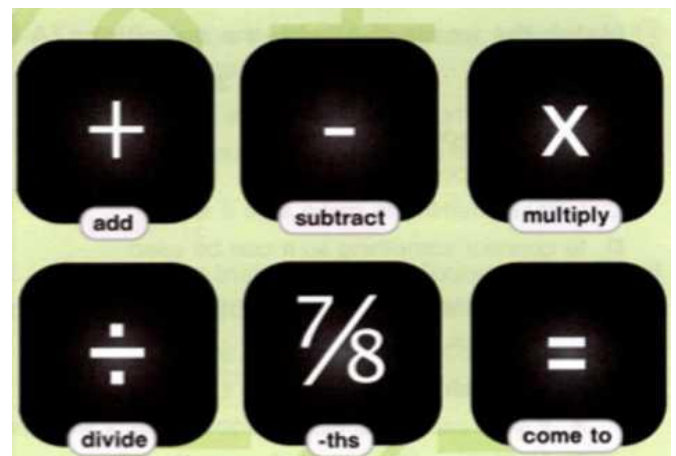 + - x
add subtract multiply
÷ 7/8 =
divide -ths come to